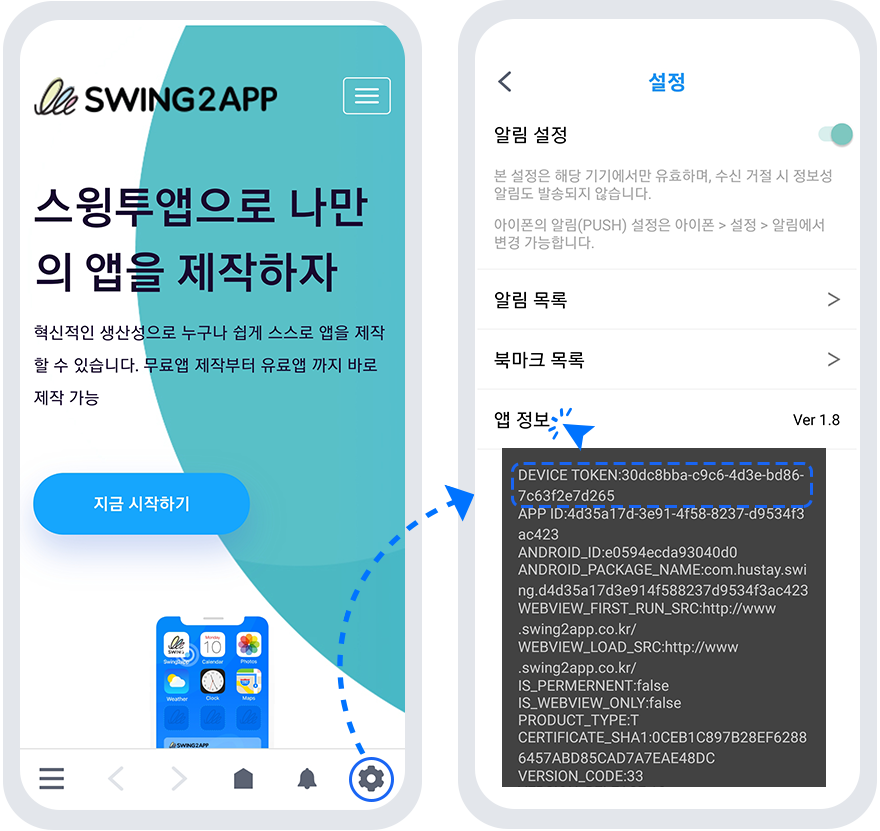 SWING2APP
스윙투앱으로 나만
의 앱을 제작하자
혁신적인 생산성으로 누구나 쉽게 스스로 앱을 제작
할 수 있습니다. 무료앱 제작부터 유료앱 까지 바로
제작 가능
지금 시작하기
SWING
Monday
10
Swing2app
Calendar
Photos
Weather
Clock
Maps
SWING2APP
설정
알림 설정
본 설정은 해당 기기에서만 유효하며, 수신 거절 시 정보성
알림도 발송되지 않습니다.
아이폰의 알림(PUSH) 설정은 아이폰 > 설정 > 알림에서
변경 가능합니다.
알림 목록
북마크 목록
앱 정보
Ver 1.8
DEVICE TOKEN:30dc8bba-c9c6-4d3e-bd86-
7c63f2e7d265
APP ID:4d35a17d-3e91-4f58-8237-d9534f3
ac423
ANDROID_ID:e0594ecda93040d0
ANDROID_PACKAGE_NAME:com.hustay.swi
ng.d4d35a17d3e914f588237d9534f3ac423
WEBVIEW_FIRST_RUN_SRC:http://www
.swing2app.co.kr/
WEBVIEW_LOAD_SRC:http://www
.swing2app.co.kr/
IS_PERMERNENT:false
IS_WEBVIEW_ONLY:false
PRODUCT_TYPE:T
CERTIFICATE_SHA1:0CEB1C897B28EF6288
6457ABD85CAD7A7EAE48DC
VERSION_CODE:33